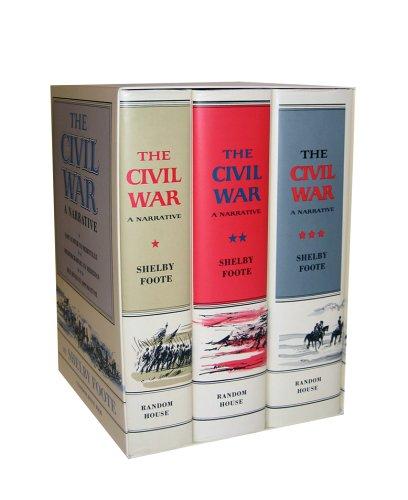 THE
CIVIL
WAR
A NARRATIVE
SHELBY FOOTE
THE
CIVIL
WAR
A NARRATIVE
★
SHELBY
FOOTE
RANDOM
HOUSE
THE
CIVIL
WAR
A NARRATIVE
★★
SHELBY
FOOTE
RANDOM
HOUSE
THE
CIVIL
WAR
A NARRATIVE
★★★
SHELBY
FOOTE
RANDOM
HOUSE